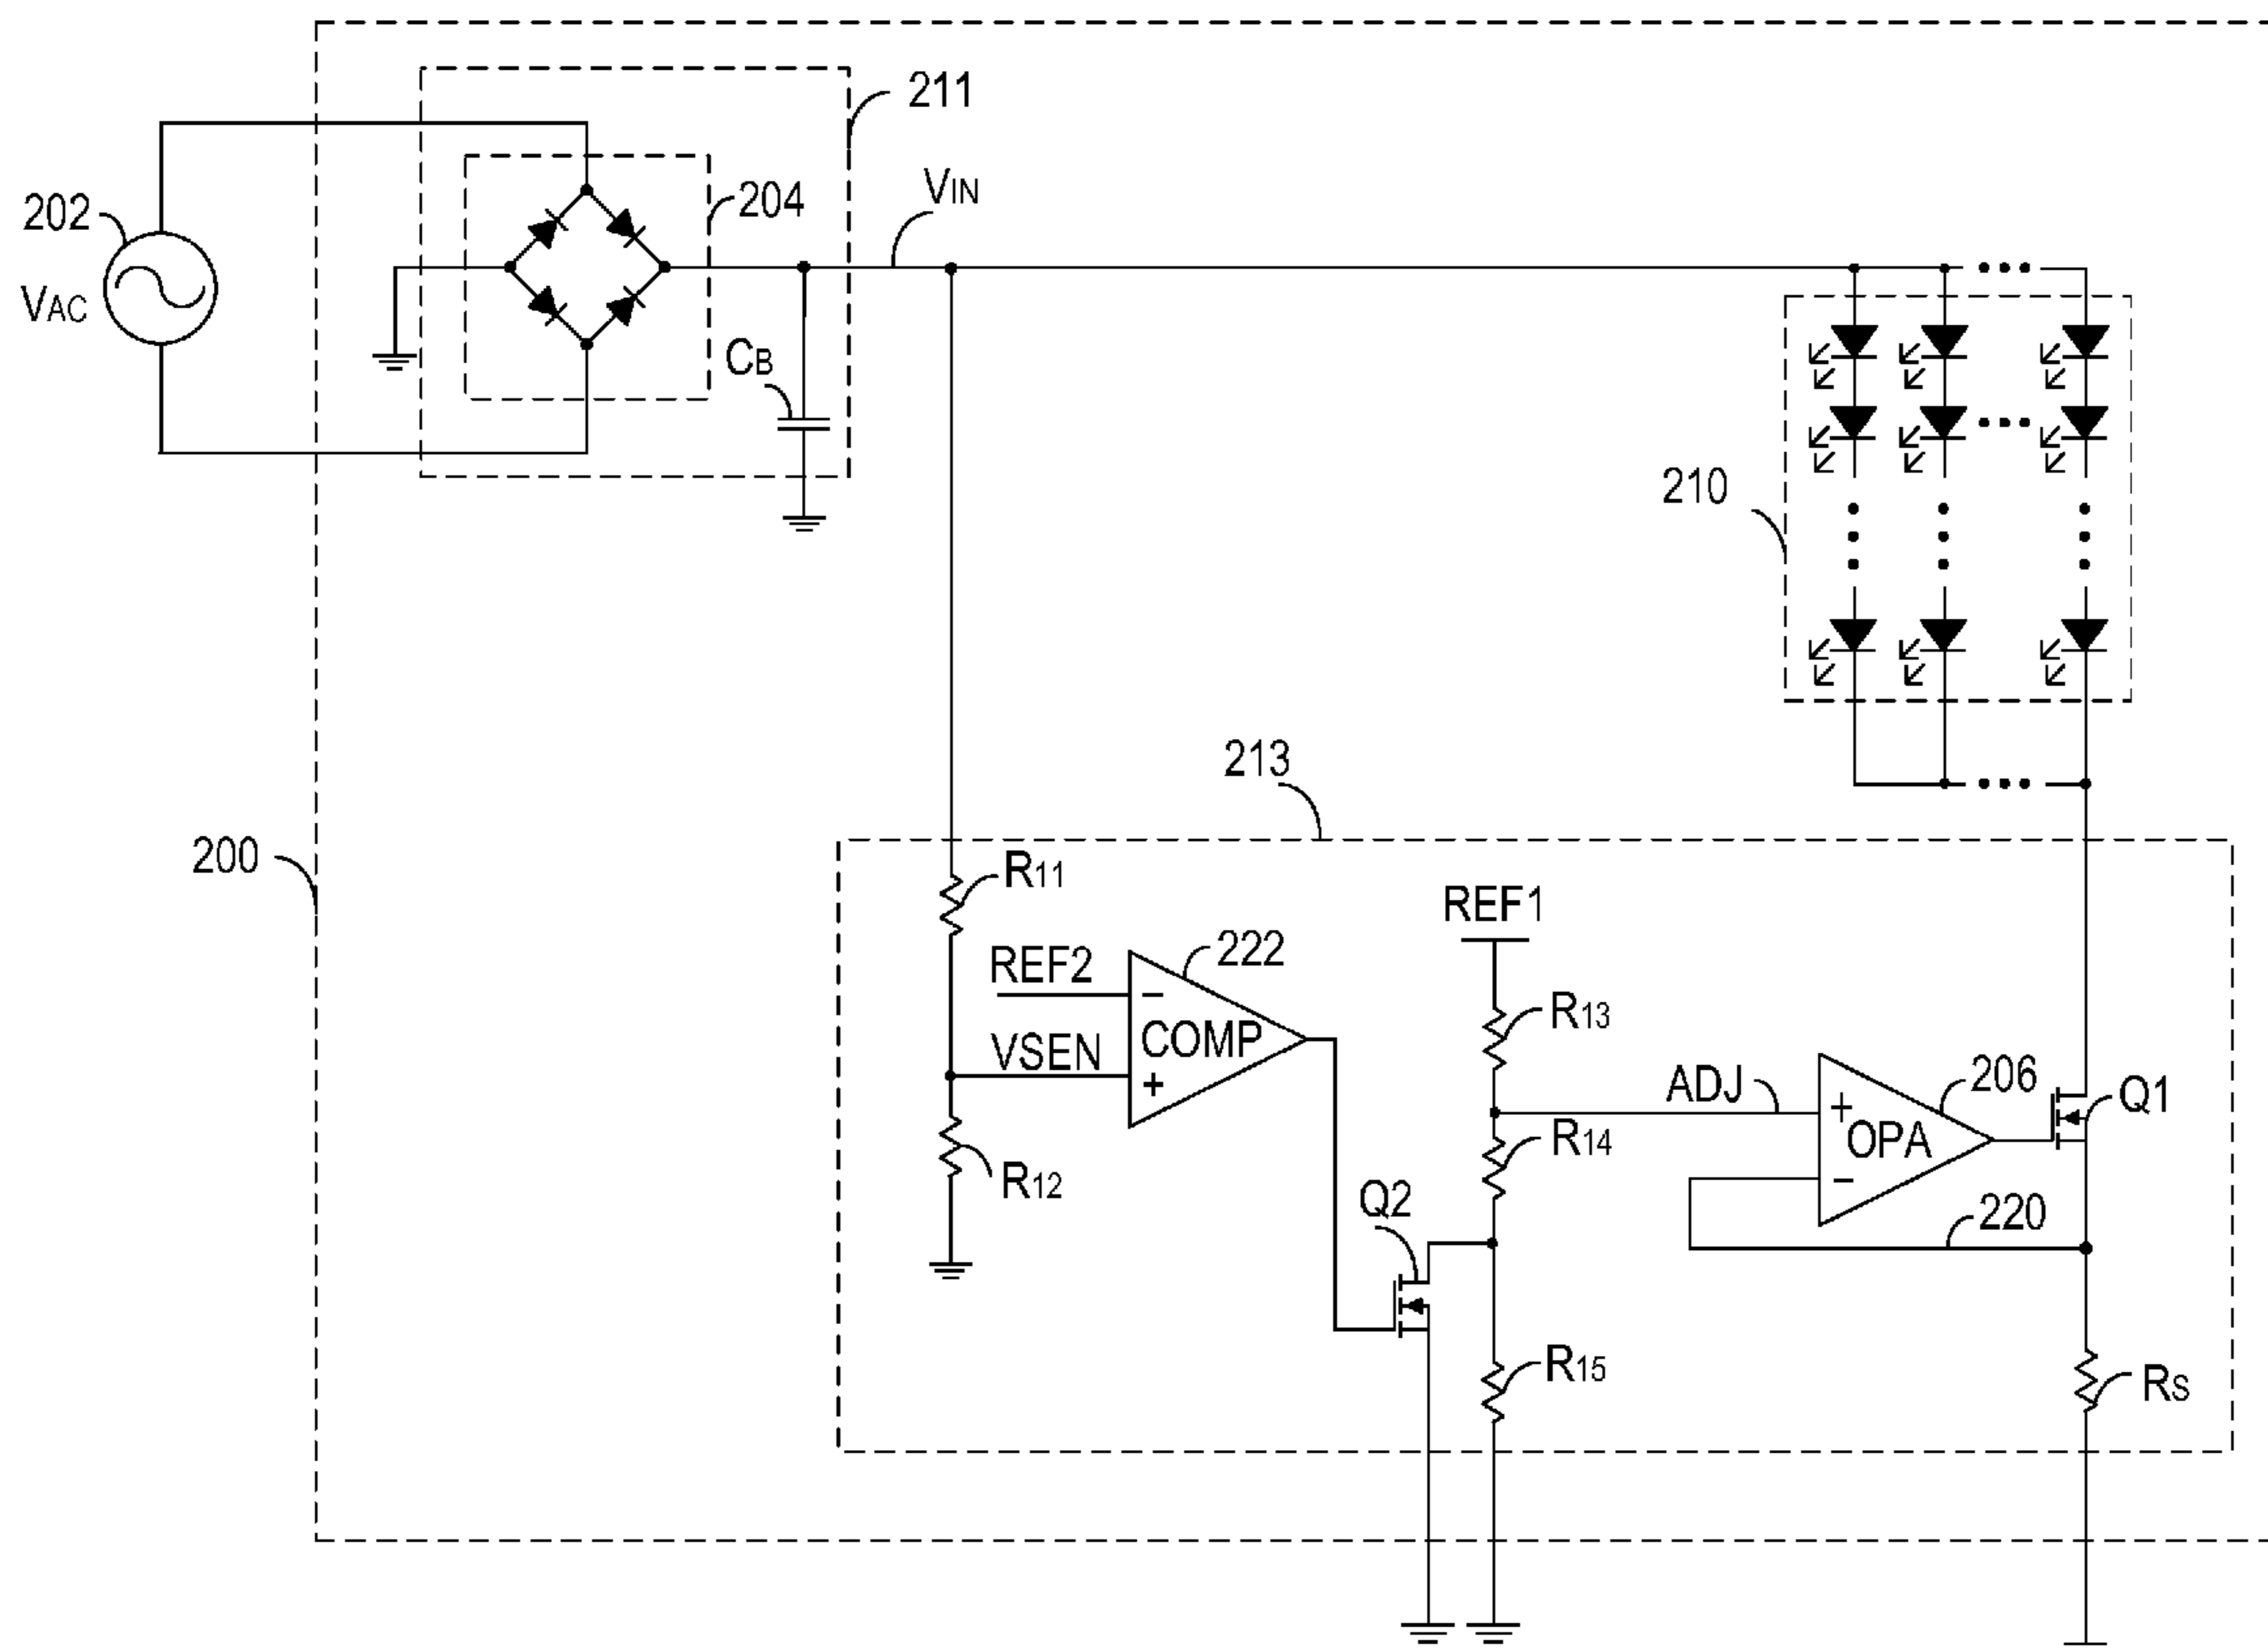 211
202
204
VIN
VAC
CB
210
213
200
R11
REF1
REF2
222
R13
VSEN
COMP
ADJ
206
Q1
+
-
R12
R14
OPA
Q2
220
R15
RS